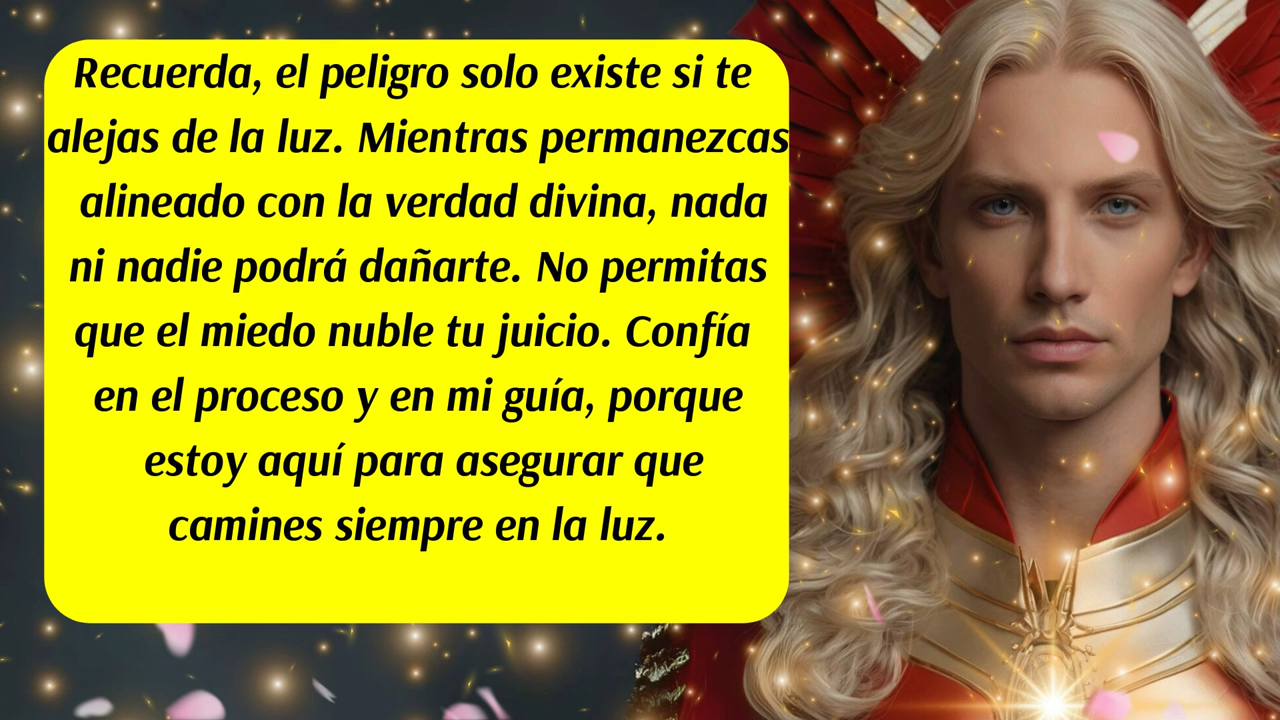 Recuerda, el peligro solo existe si te
alejas de la luz. Mientras permanezcas
alineado con la verdad divina, nada
ni nadie podrá dañarte. No permitas
que el miedo nuble tu juicio. Confía
en el proceso y en mi guía, porque
estoy aquí para asegurar que
camines siempre en la luz.